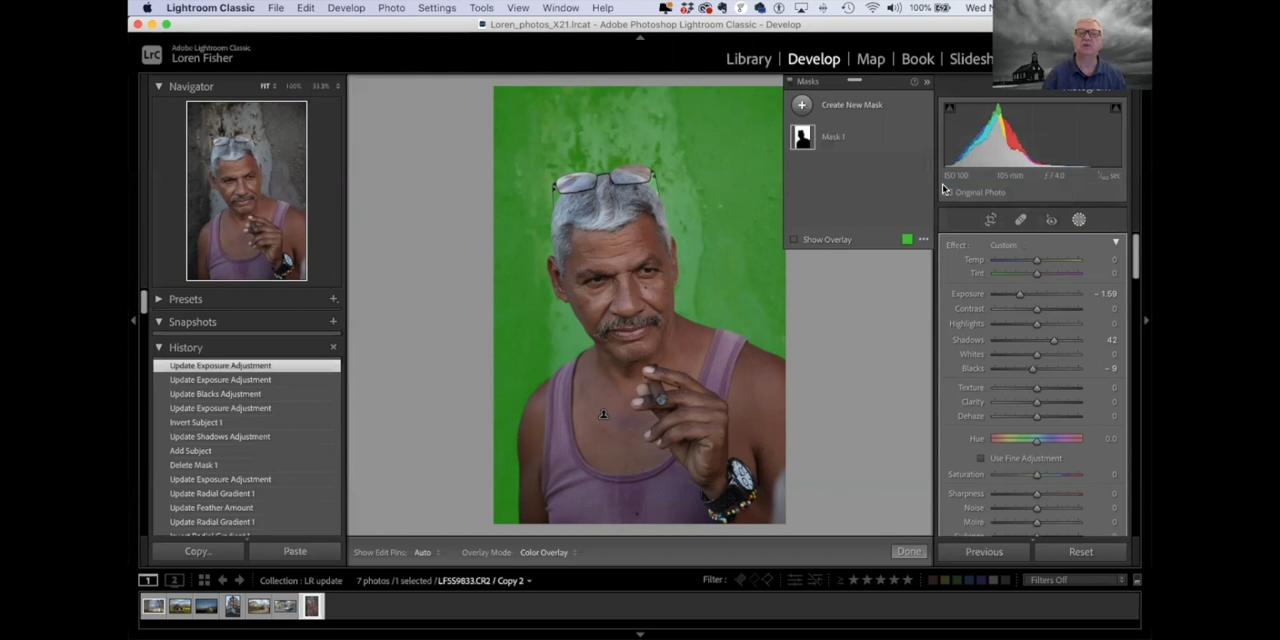 Lightroom Classic File Edit Develop Photo Settings Tools View Window Help 100% Wed N
Loren_photos_X21.lrcat - Adobe Photoshop Lightroom Classic - Develop
LrC
Adobe Lightroom Classic
Loren Fisher
Library Develop Map Book Slidesh
Navigator FIT 100% 33.3%
Presets
Snapshots
History
Update Exposure Adjustment
Update Exposure Adjustment
Update Blacks Adjustment
Update Exposure Adjustment
Invert Subject 1
Update Shadows Adjustment
Add Subject
Delete Mask 1
Update Exposure Adjustment
Update Radial Gradient 1
Update Feather Amount
Update Radial Gradient 1
Copy... Paste
Masks
Create New Mask
Mask 1
Show Overlay
Show Edit Pins: Auto Overlay Mode: Color Overlay Done
ISO 100 105 mm ƒ / 4.0
Original Photo
Effect : Custom
Temp 0
Tint 0
Exposure – 1.59
Contrast 0
Highlights 0
Shadows 42
Whites 0
Blacks – 9
Texture 0
Clarity 0
Dehaze 0
Hue 0.0
Use Fine Adjustment
Saturation 0
Sharpness 0
Noise 0
Moire 0
Previous Reset
1 2 Collection : LR update 7 photos / 1 selected / LF5S9833.CR2 / Copy 2 Filter : Filters Off